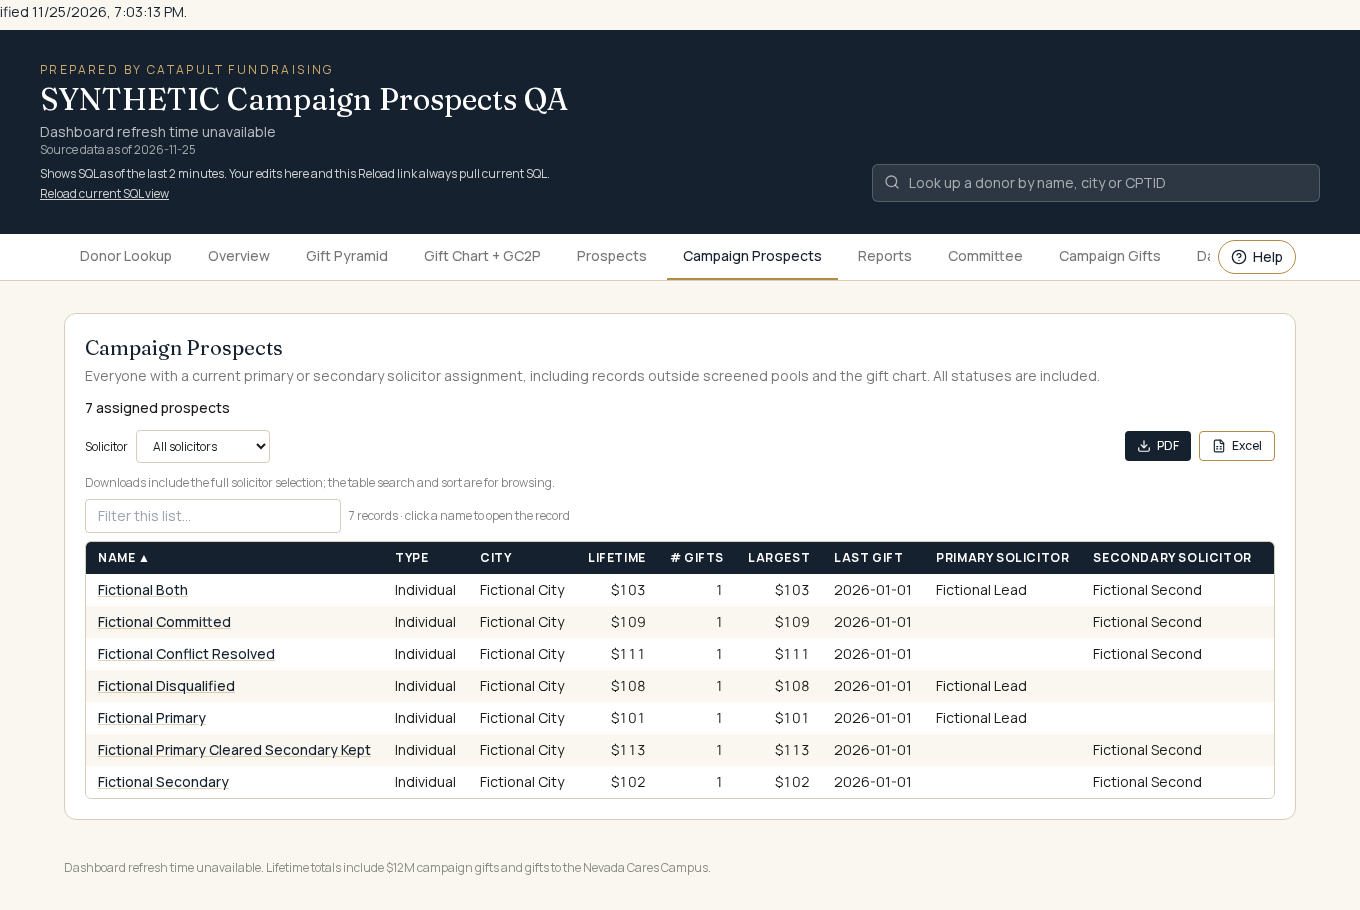 ified 11/25/2026, 7:03:13 PM.
PREPARED BY CATAPULT FUNDRAISING
SYNTHETIC Campaign Prospects QA
Dashboard refresh time unavailable
Source data as of 2026-11-25
Shows SQL as of the last 2 minutes. Your edits here and this Reload link always pull current SQL.
Reload current SQL view
Look up a donor by name, city or CPTID
Donor Lookup Overview Gift Pyramid Gift Chart + GC2P Prospects Campaign Prospects Reports Committee Campaign Gifts Da Help
Campaign Prospects
Everyone with a current primary or secondary solicitor assignment, including records outside screened pools and the gift chart. All statuses are included.
7 assigned prospects
Solicitor All solicitors PDF Excel
Downloads include the full solicitor selection; the table search and sort are for browsing.
Filter this list... 7 records · click a name to open the record
NAME ▲ TYPE CITY LIFETIME # GIFTS LARGEST LAST GIFT PRIMARY SOLICITOR SECONDARY SOLICITOR
Fictional Both Individual Fictional City $103 1 $103 2026-01-01 Fictional Lead Fictional Second
Fictional Committed Individual Fictional City $109 1 $109 2026-01-01 Fictional Second
Fictional Conflict Resolved Individual Fictional City $111 1 $111 2026-01-01 Fictional Second
Fictional Disqualified Individual Fictional City $108 1 $108 2026-01-01 Fictional Lead
Fictional Primary Individual Fictional City $101 1 $101 2026-01-01 Fictional Lead
Fictional Primary Cleared Secondary Kept Individual Fictional City $113 1 $113 2026-01-01 Fictional Second
Fictional Secondary Individual Fictional City $102 1 $102 2026-01-01 Fictional Second
Dashboard refresh time unavailable. Lifetime totals include $12M campaign gifts and gifts to the Nevada Cares Campus.